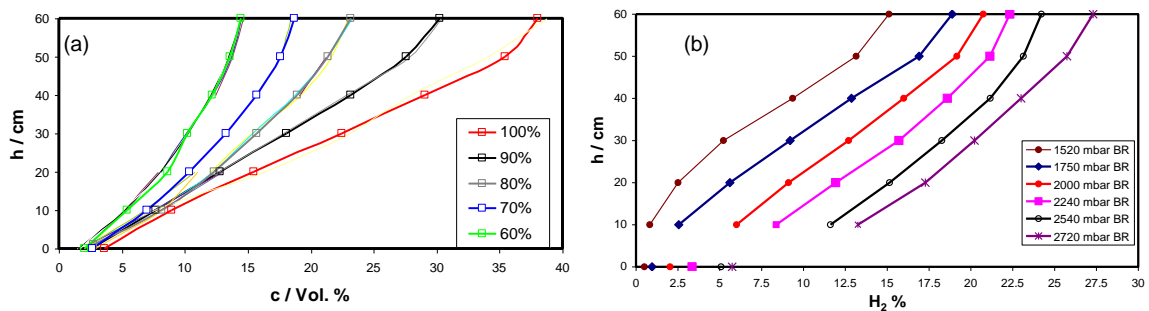 (a)
h / cm
60
50
40
30
20
10
0
0 5 10 15 20 25 30 35 40
c / Vol. %
100%
90%
80%
70%
60%
(b)
h / cm
60
50
40
30
20
10
0
0 2.5 5 7.5 10 12.5 15 17.5 20 22.5 25 27.5 30
H₂ %
1520 mbar BR
1750 mbar BR
2000 mbar BR
2240 mbar BR
2540 mbar BR
2720 mbar BR